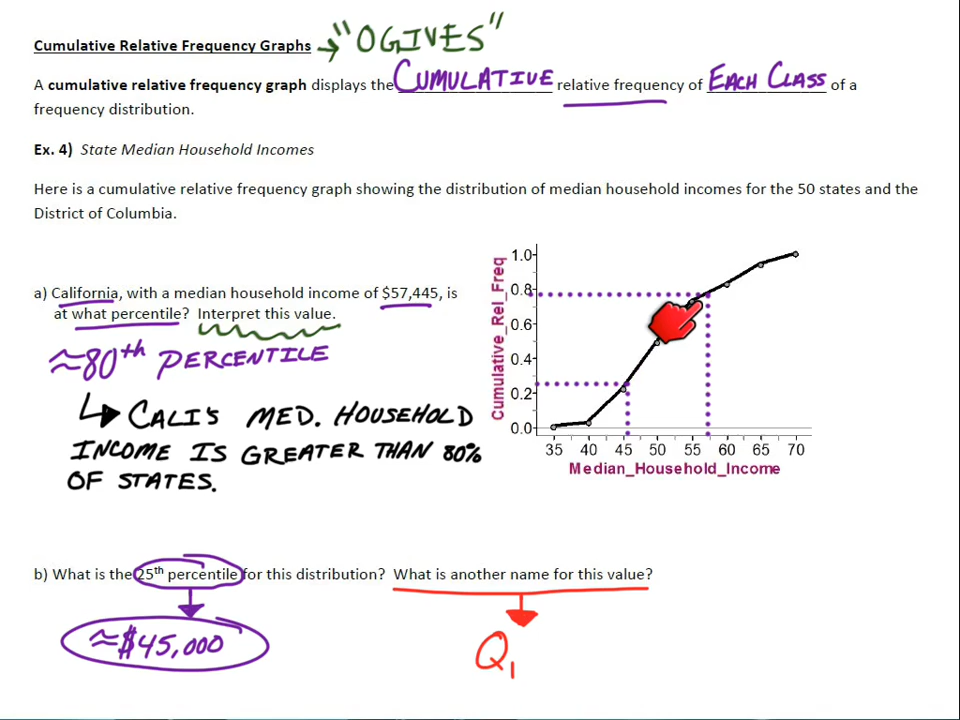 Cumulative Relative Frequency Graphs → "OGIVES"
A cumulative relative frequency graph displays the CUMULATIVE relative frequency of EACH CLASS of a
frequency distribution.
Ex. 4) State Median Household Incomes
Here is a cumulative relative frequency graph showing the distribution of median household incomes for the 50 states and the
District of Columbia.
a) California, with a median household income of $57,445, is
at what percentile? Interpret this value.
≈80th PERCENTILE
↳ CALI'S MED. HOUSEHOLD
INCOME IS GREATER THAN 80%
OF STATES.
Cumulative_Rel_Freq
1.0
0.8
0.6
0.4
0.2
0.0
35 40 45 50 55 60 65 70
Median_Household_Income
b) What is the 25th percentile for this distribution? What is another name for this value?
≈$45,000
Q1